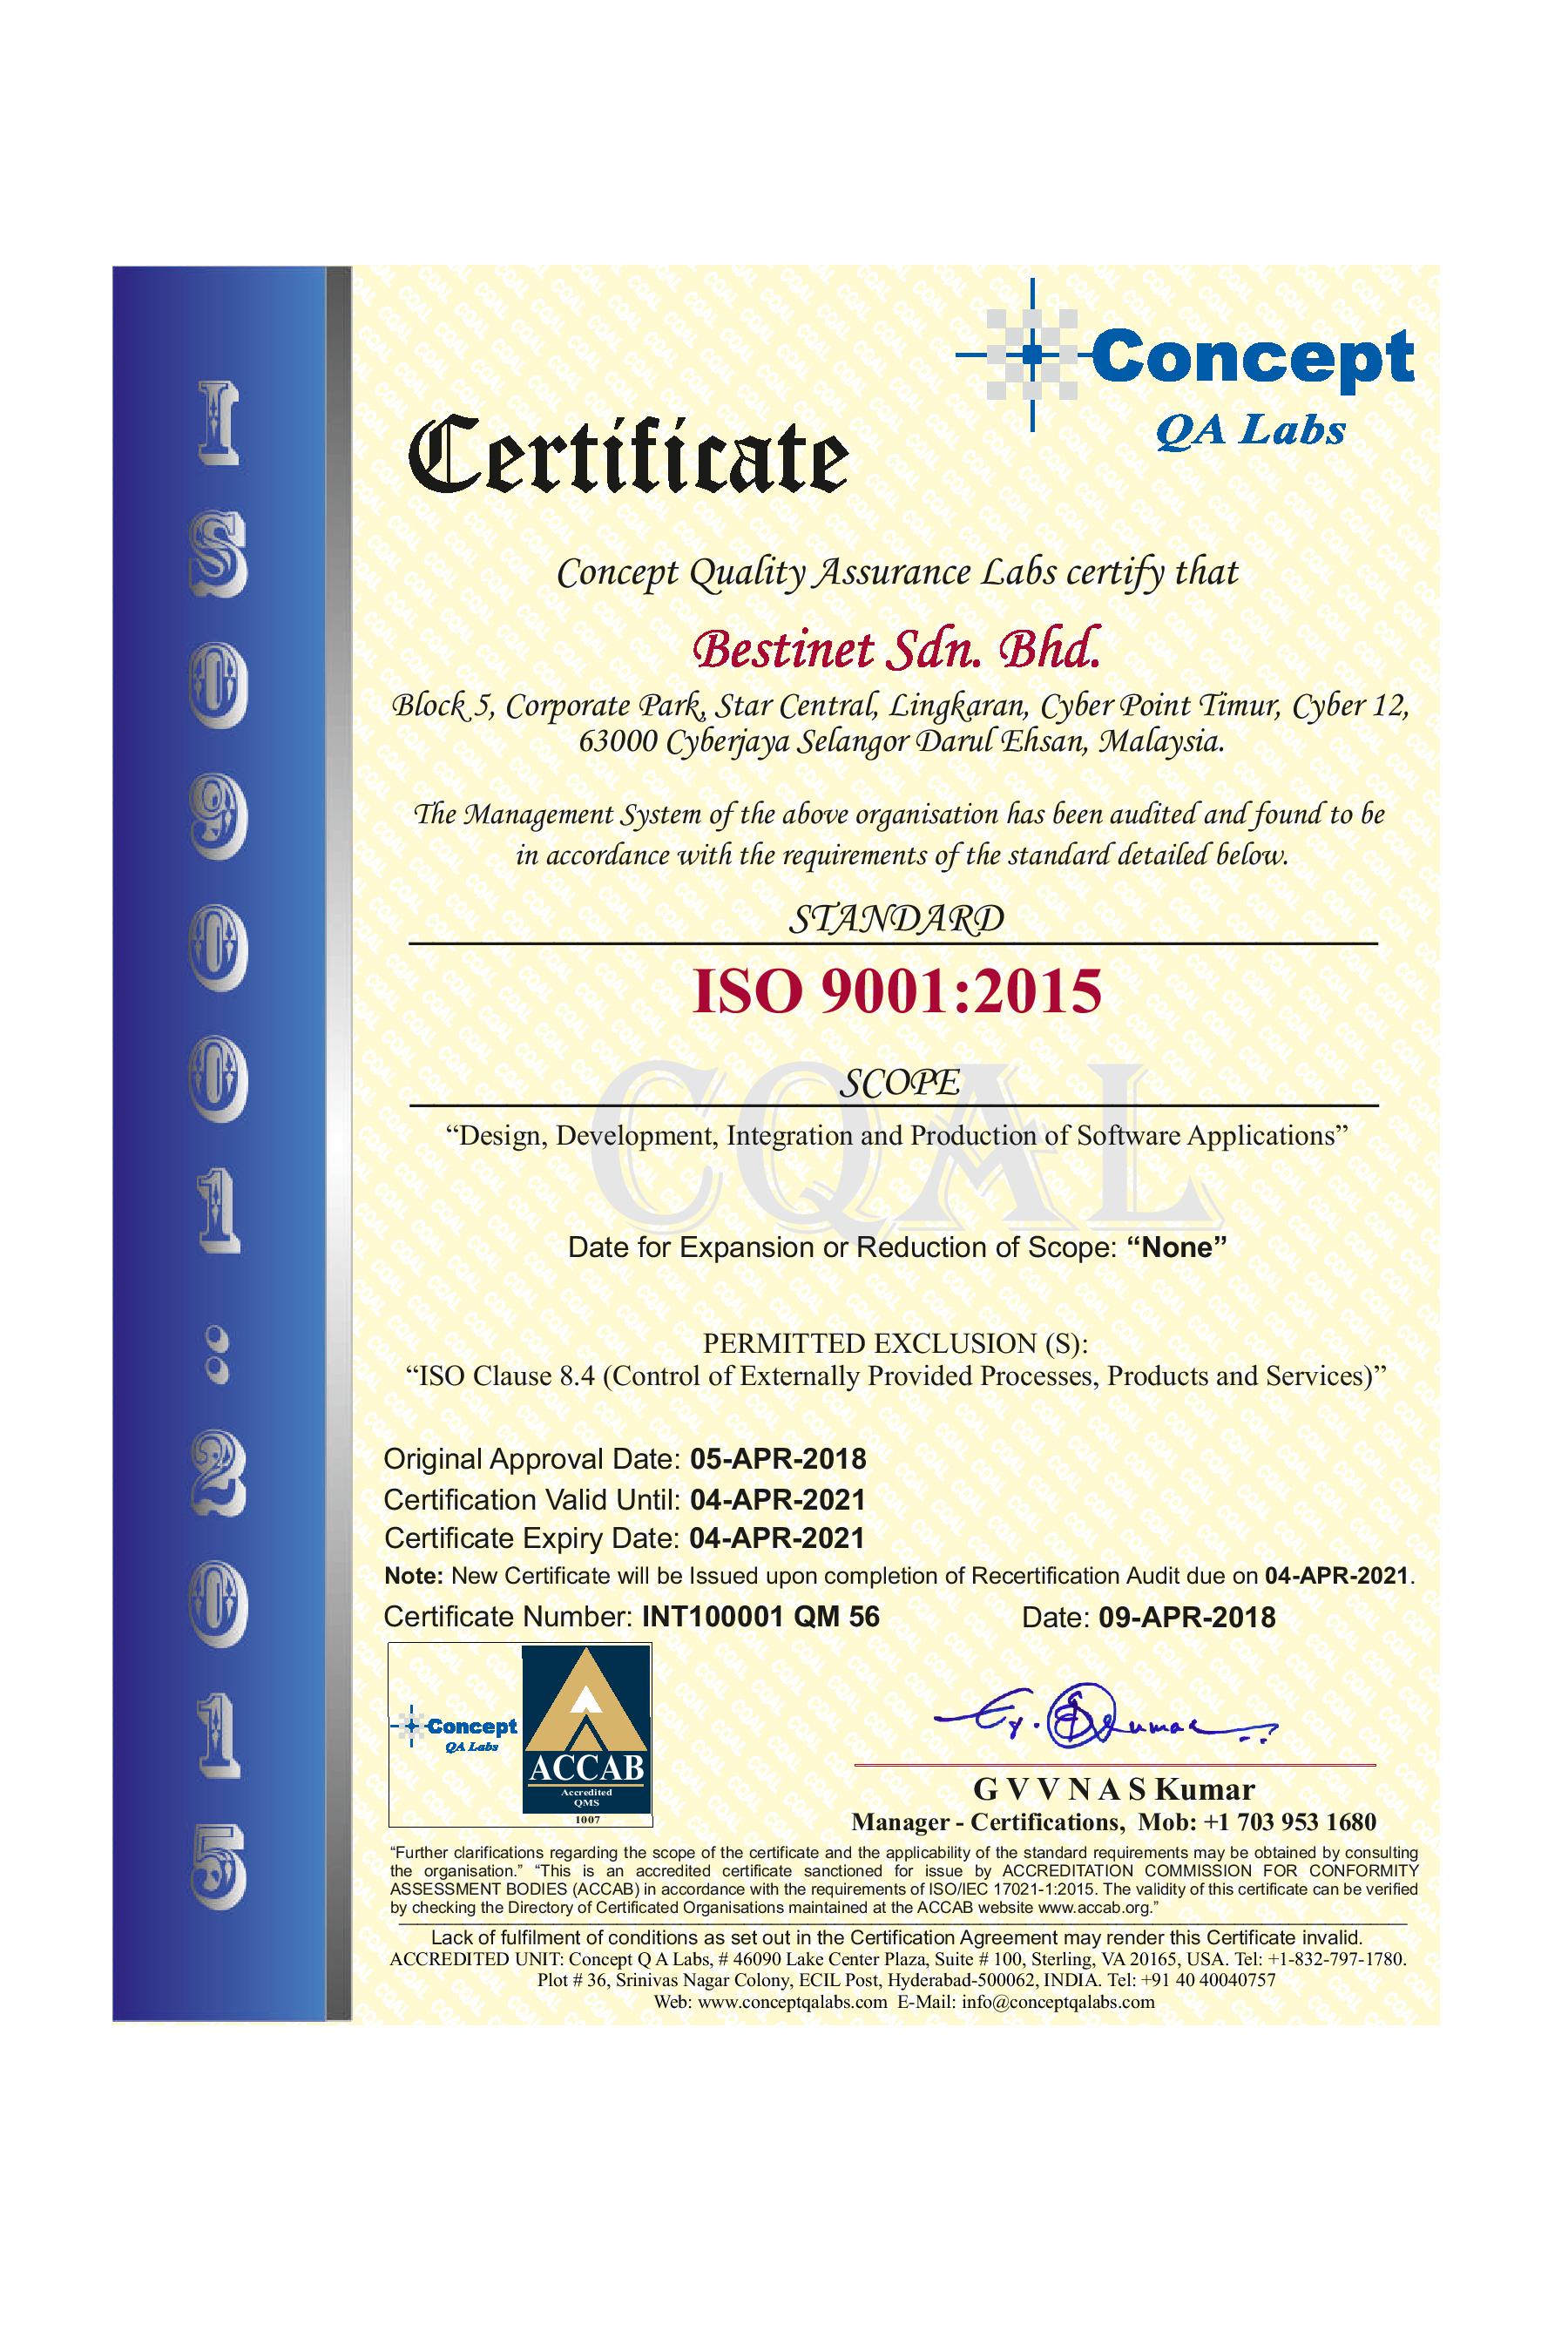 ISO 9001:2015
Concept
QA Labs
Certificate
Concept Quality Assurance Labs certify that
Bestinet Sdn. Bhd.
Block 5, Corporate Park, Star Central, Lingkaran, Cyber Point Timur, Cyber 12,
63000 Cyberjaya Selangor Darul Ehsan, Malaysia.
The Management System of the above organisation has been audited and found to be
in accordance with the requirements of the standard detailed below.
STANDARD
ISO 9001:2015
CQAL
SCOPE
“Design, Development, Integration and Production of Software Applications”
Date for Expansion or Reduction of Scope: “None”
PERMITTED EXCLUSION (S):
“ISO Clause 8.4 (Control of Externally Provided Processes, Products and Services)”
Original Approval Date: 05-APR-2018
Certification Valid Until: 04-APR-2021
Certificate Expiry Date: 04-APR-2021
Note: New Certificate will be Issued upon completion of Recertification Audit due on 04-APR-2021.
Certificate Number: INT100001 QM 56 Date: 09-APR-2018
Concept
QA Labs
ACCAB
Accredited
QMS
1007
G V V N A S Kumar
Manager - Certifications, Mob: +1 703 953 1680
“Further clarifications regarding the scope of the certificate and the applicability of the standard requirements may be obtained by consulting
the organisation.” “This is an accredited certificate sanctioned for issue by ACCREDITATION COMMISSION FOR CONFORMITY
ASSESSMENT BODIES (ACCAB) in accordance with the requirements of ISO/IEC 17021-1:2015. The validity of this certificate can be verified
by checking the Directory of Certificated Organisations maintained at the ACCAB website www.accab.org.”
Lack of fulfilment of conditions as set out in the Certification Agreement may render this Certificate invalid.
ACCREDITED UNIT: Concept Q A Labs, # 46090 Lake Center Plaza, Suite # 100, Sterling, VA 20165, USA. Tel: +1-832-797-1780.
Plot # 36, Srinivas Nagar Colony, ECIL Post, Hyderabad-500062, INDIA. Tel: +91 40 40040757
Web: www.conceptqalabs.com E-Mail: info@conceptqalabs.com